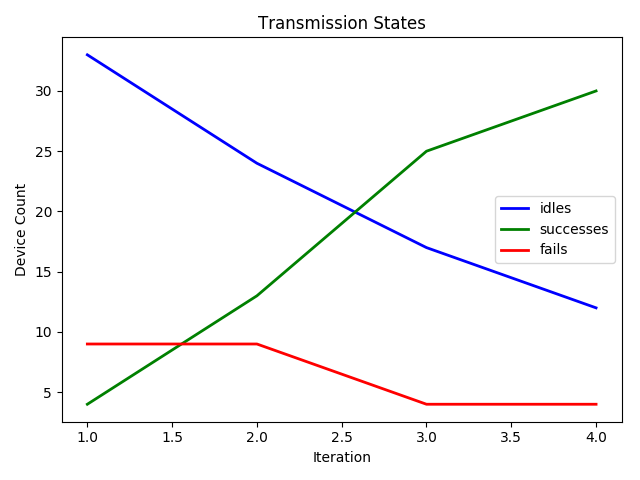 Transmission States
Device Count
30
25
20
15
10
5
idles
successes
fails
1.0 1.5 2.0 2.5 3.0 3.5 4.0
Iteration